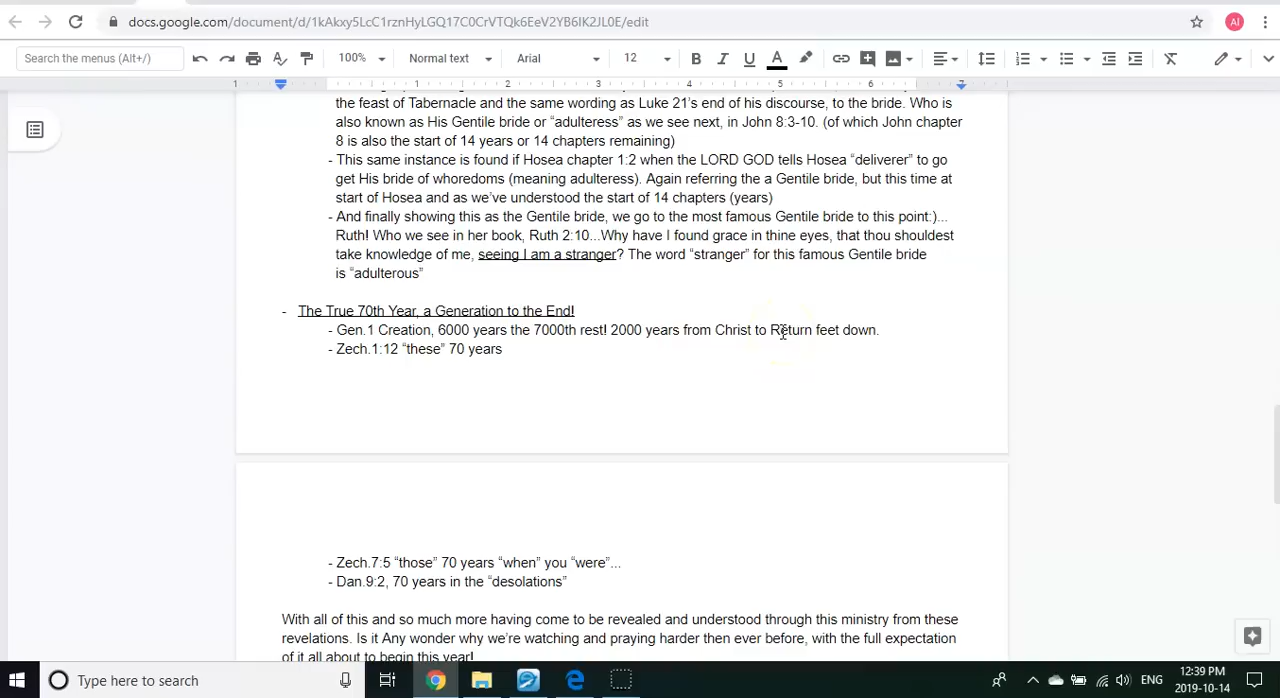 docs.google.com/document/d/1kAkxy5LcC1rznHyLGQ17C0CrVTQk6EeV2YB6lK2JL0E/edit
AI
Search the menus (Alt+/)
100%
Normal text
Arial
12
B I U A
1 1 2 3 4 5 6 7
the feast of Tabernacle and the same wording as Luke 21's end of his discourse, to the bride. Who is
also known as His Gentile bride or “adulteress” as we see next, in John 8:3-10. (of which John chapter
8 is also the start of 14 years or 14 chapters remaining)
- This same instance is found if Hosea chapter 1:2 when the LORD GOD tells Hosea “deliverer” to go
get His bride of whoredoms (meaning adulteress). Again referring the a Gentile bride, but this time at
start of Hosea and as we’ve understood the start of 14 chapters (years)
- And finally showing this as the Gentile bride, we go to the most famous Gentile bride to this point:)...
Ruth! Who we see in her book, Ruth 2:10...Why have I found grace in thine eyes, that thou shouldest
take knowledge of me, seeing I am a stranger? The word “stranger” for this famous Gentile bride
is “adulterous”
- The True 70th Year, a Generation to the End!
- Gen.1 Creation, 6000 years the 7000th rest! 2000 years from Christ to Return feet down.
- Zech.1:12 “these” 70 years
- Zech.7:5 “those” 70 years “when” you “were”...
- Dan.9:2, 70 years in the “desolations”
With all of this and so much more having come to be revealed and understood through this ministry from these
revelations. Is it Any wonder why we’re watching and praying harder then ever before, with the full expectation
of it all about to begin this year!
Type here to search
ENG
12:39 PM
2019-10-14